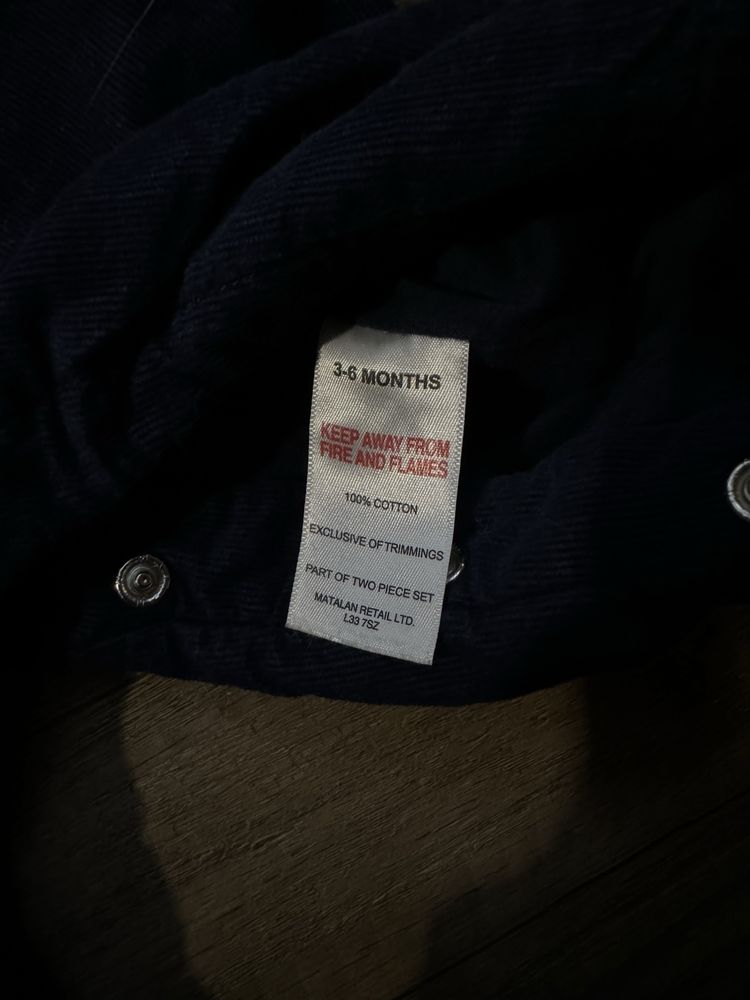 3-6 MONTHS
KEEP AWAY FROM
FIRE AND FLAMES
100% COTTON
EXCLUSIVE OF TRIMMINGS
PART OF TWO PIECE SET
MATALAN RETAIL LTD.
L33 7SZ